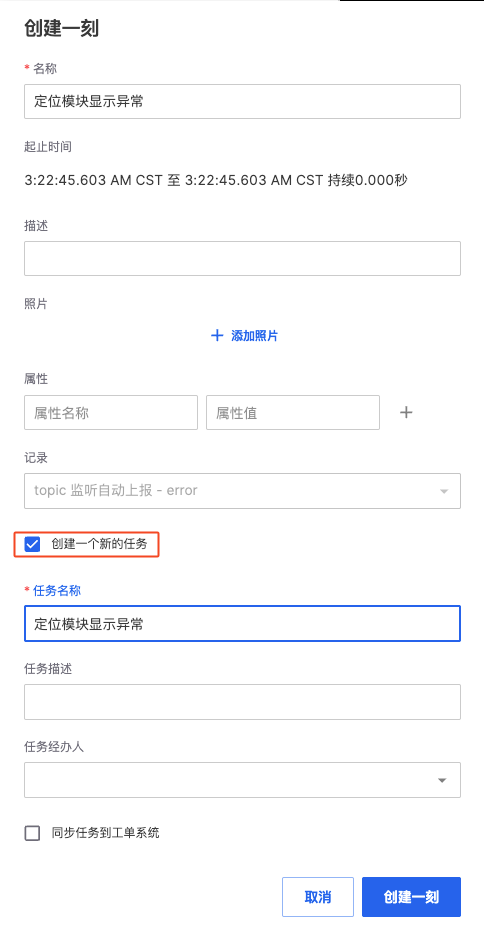 创建一刻
* 名称
定位模块显示异常
起止时间
3:22:45.603 AM CST 至 3:22:45.603 AM CST 持续0.000秒
描述
照片
+ 添加照片
属性
属性名称 属性值 +
记录
topic 监听自动上报 - error
创建一个新的任务
* 任务名称
定位模块显示异常
任务描述
任务经办人
同步任务到工单系统
取消 创建一刻